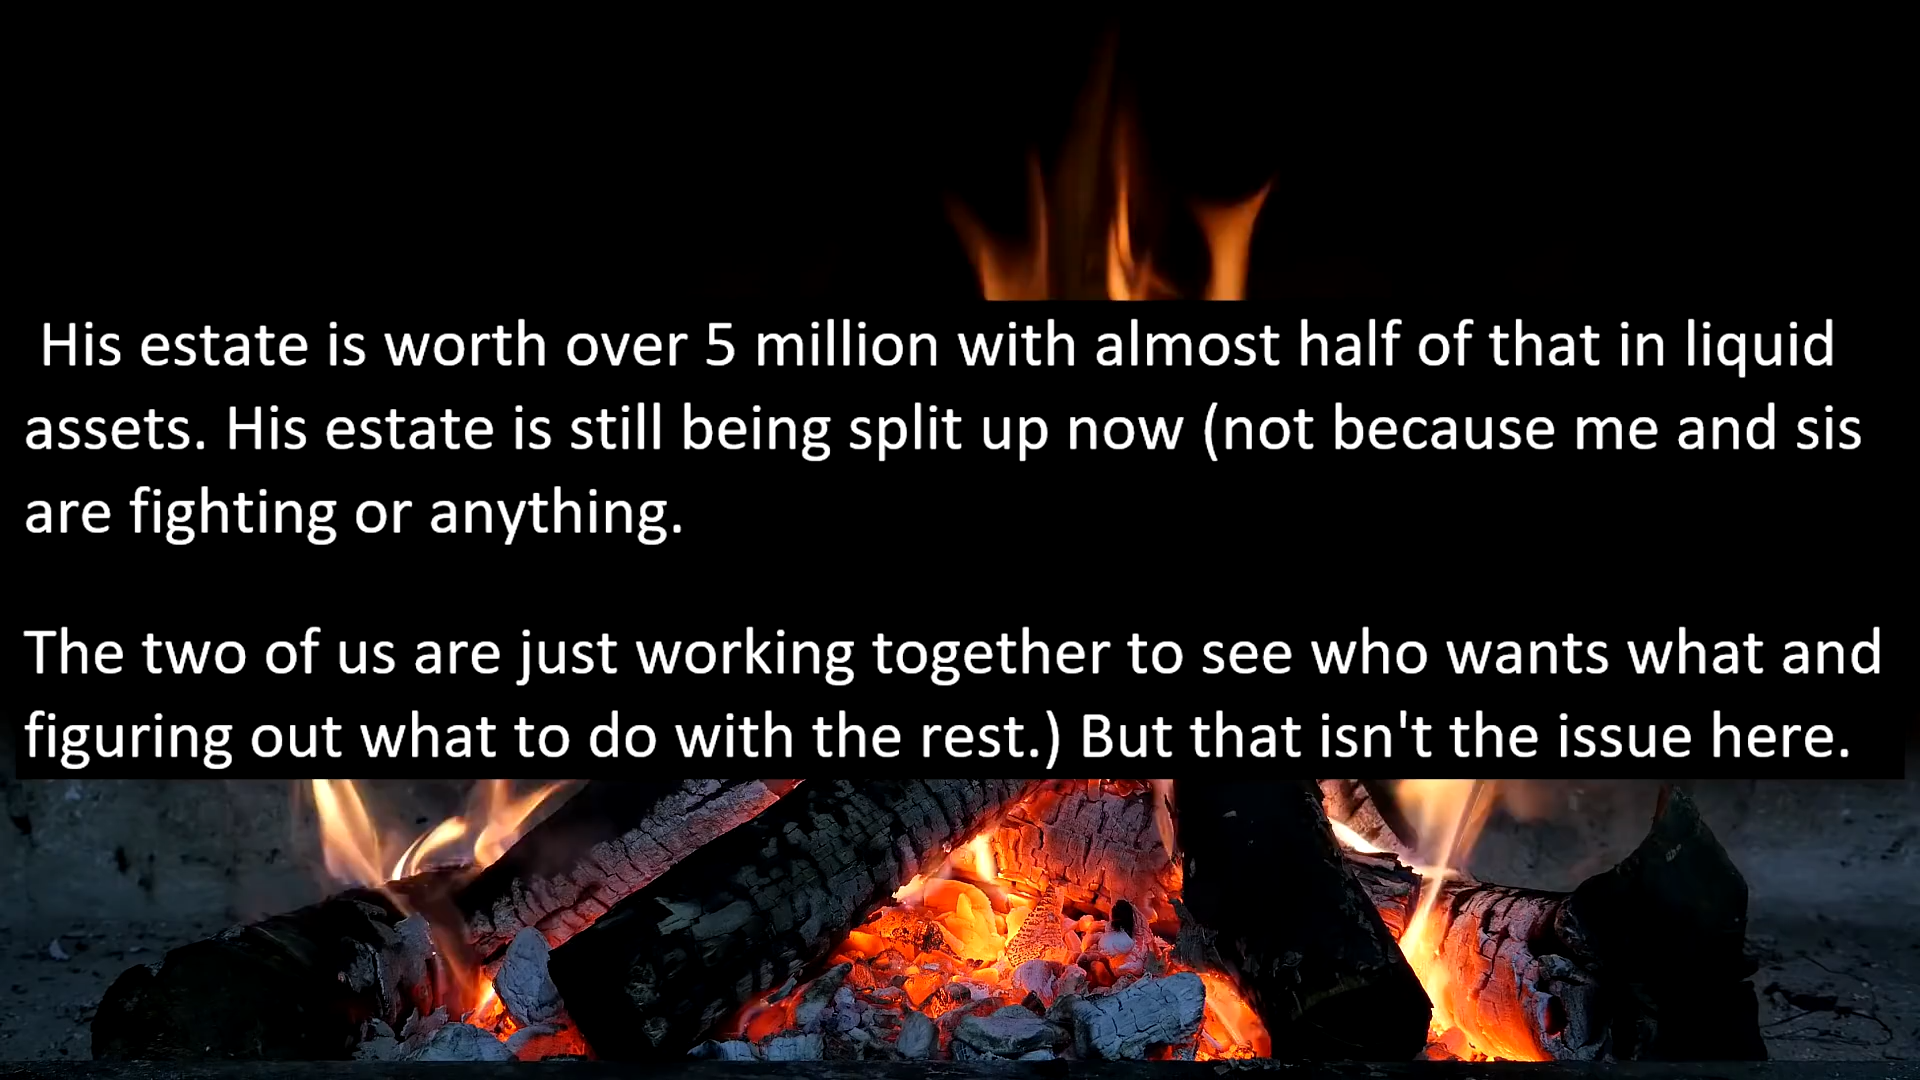 His estate is worth over 5 million with almost half of that in liquid
assets. His estate is still being split up now (not because me and sis
are fighting or anything.
The two of us are just working together to see who wants what and
figuring out what to do with the rest.) But that isn't the issue here.